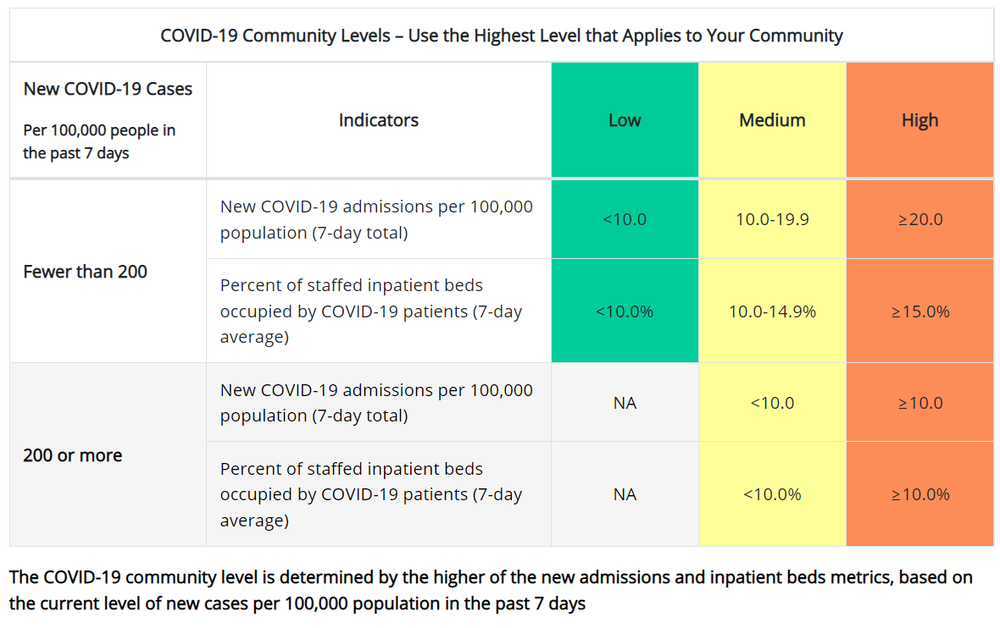 COVID-19 Community Levels – Use the Highest Level that Applies to Your Community
New COVID-19 Cases
Per 100,000 people in
the past 7 days
Indicators
Low
Medium
High
Fewer than 200
New COVID-19 admissions per 100,000
population (7-day total)
<10.0
10.0-19.9
≥20.0
Percent of staffed inpatient beds
occupied by COVID-19 patients (7-day
average)
<10.0%
10.0-14.9%
≥15.0%
200 or more
New COVID-19 admissions per 100,000
population (7-day total)
NA
<10.0
≥10.0
Percent of staffed inpatient beds
occupied by COVID-19 patients (7-day
average)
NA
<10.0%
≥10.0%
The COVID-19 community level is determined by the higher of the new admissions and inpatient beds metrics, based on
the current level of new cases per 100,000 population in the past 7 days